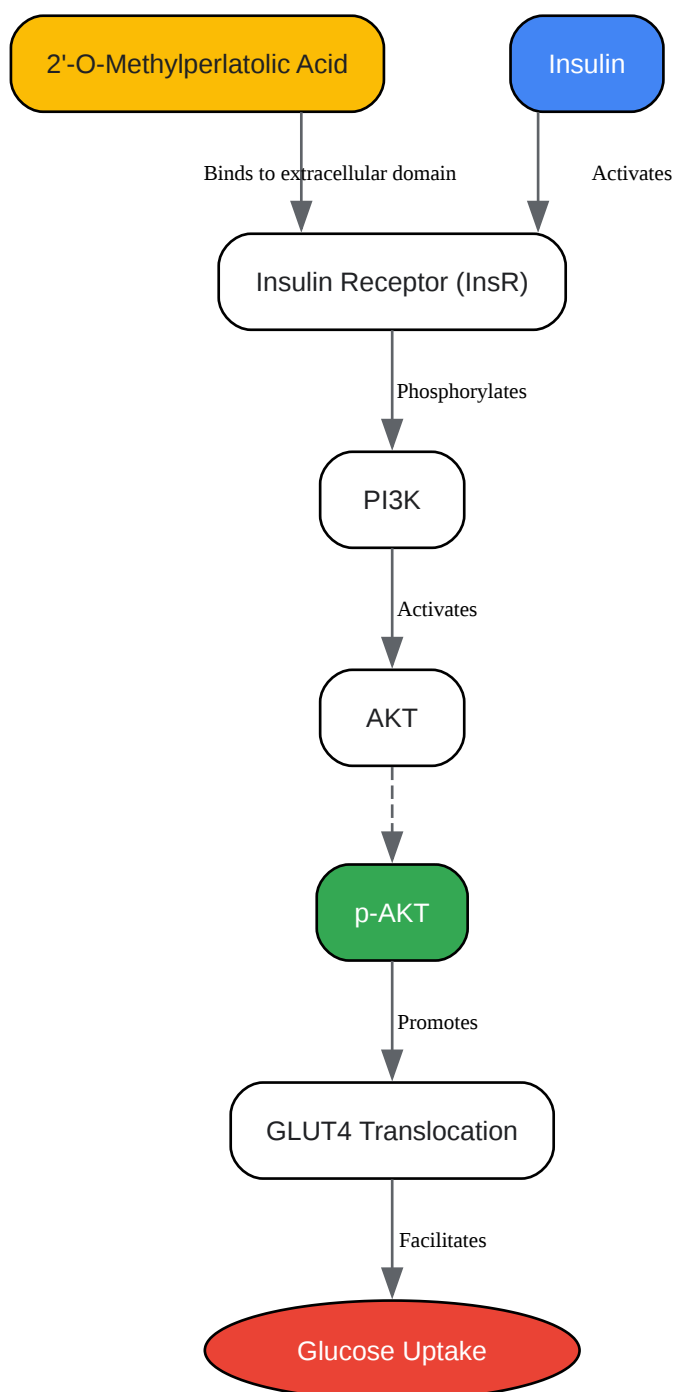 2'-O-Methylperlatolic Acid
Insulin
Binds to extracellular domain
Activates
Insulin Receptor (InsR)
Phosphorylates
PI3K
Activates
AKT
p-AKT
Promotes
GLUT4 Translocation
Facilitates
Glucose Uptake